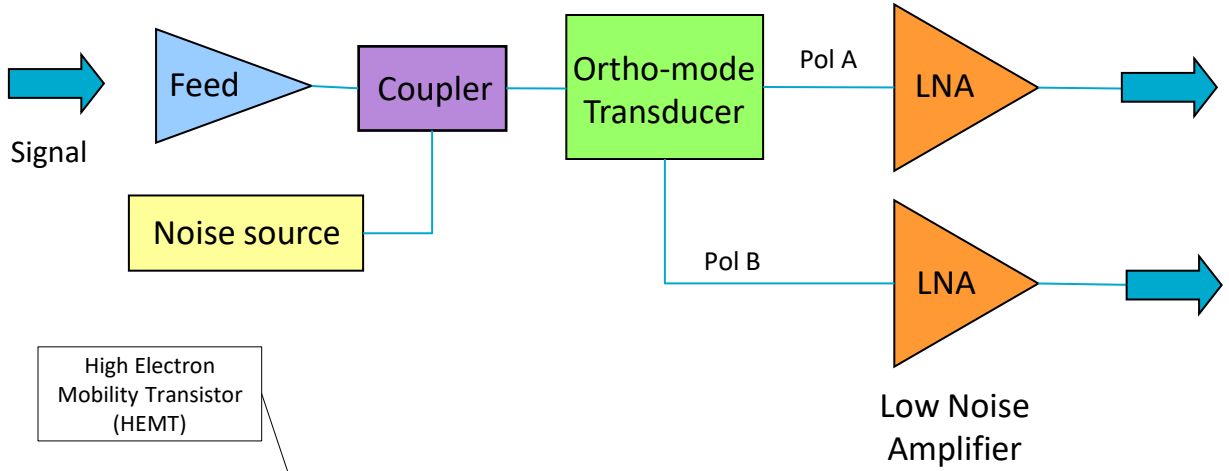 Signal
Feed
Coupler
Noise source
Ortho-mode
Transducer
Pol A
LNA
Pol B
LNA
Low Noise
Amplifier
High Electron
Mobility Transistor
(HEMT)